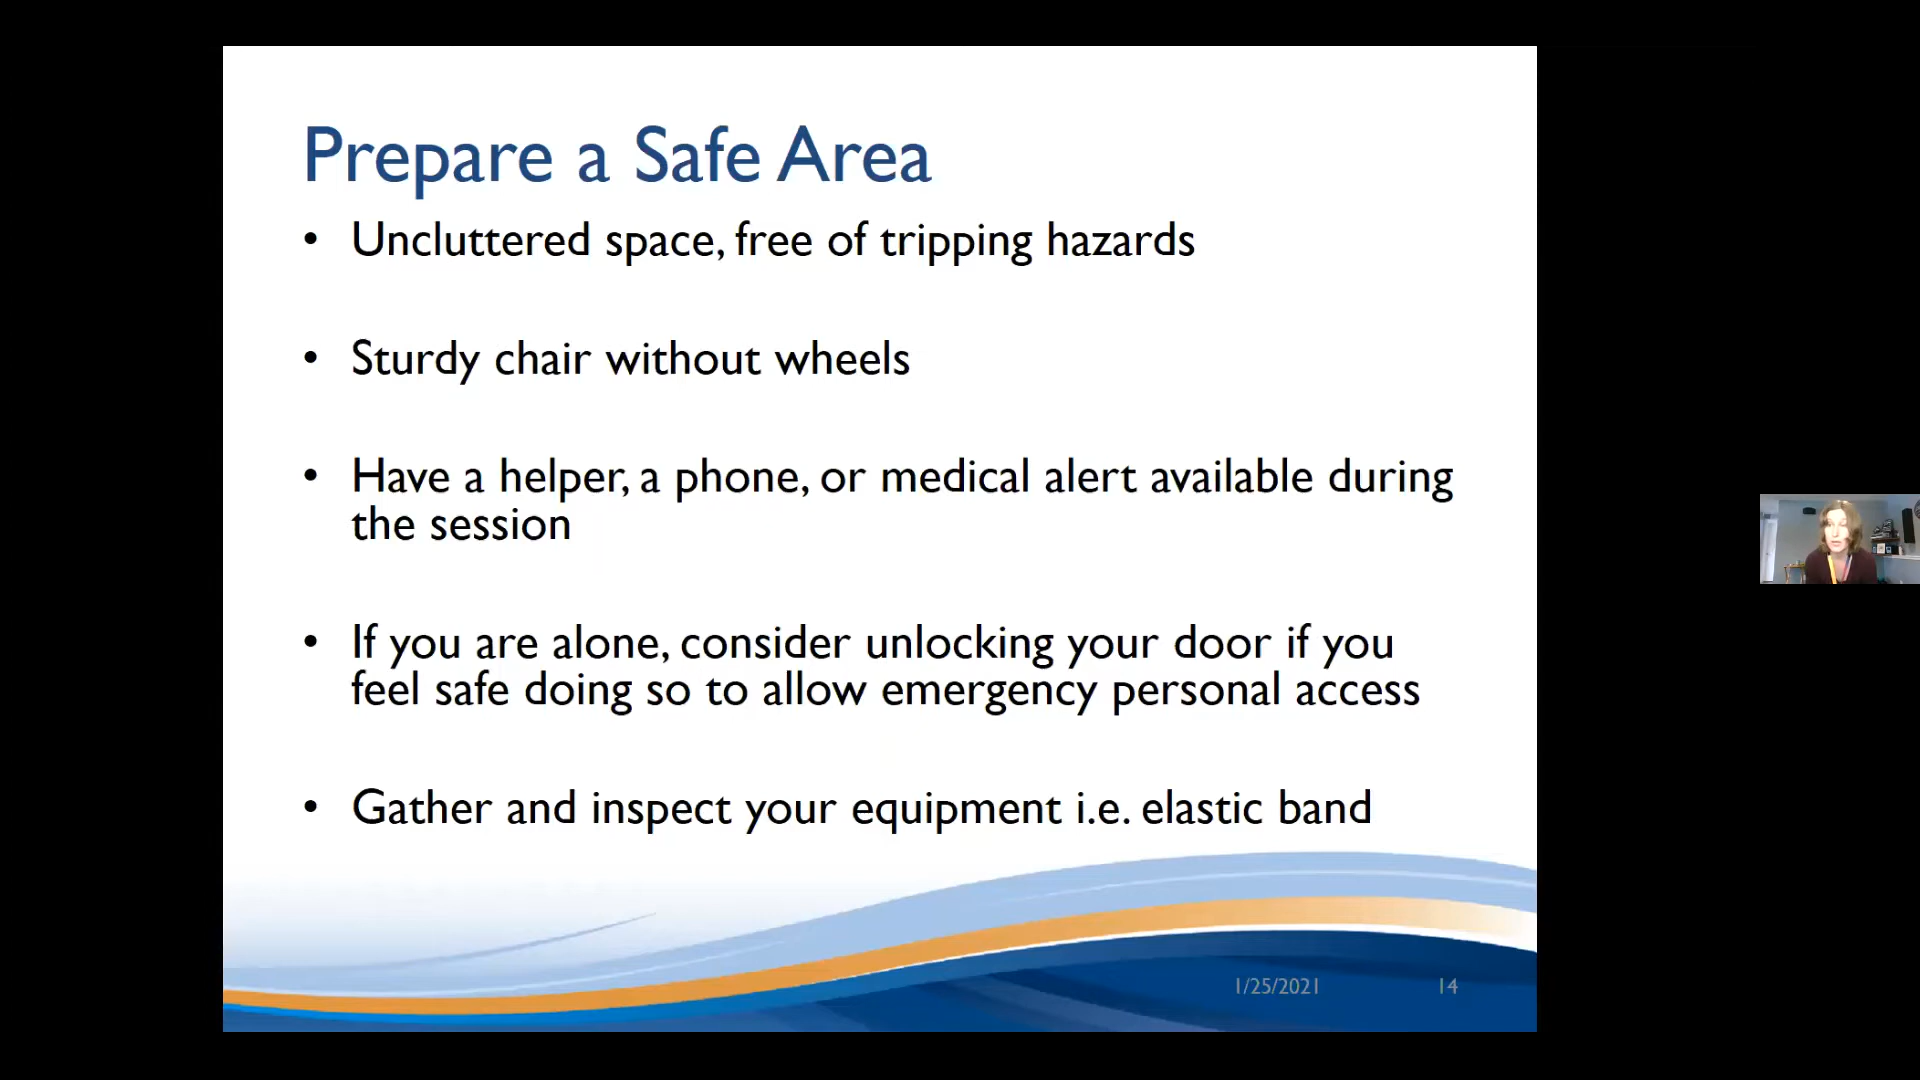 Prepare a Safe Area
• Uncluttered space, free of tripping hazards
• Sturdy chair without wheels
• Have a helper, a phone, or medical alert available during
the session
• If you are alone, consider unlocking your door if you
feel safe doing so to allow emergency personal access
• Gather and inspect your equipment i.e. elastic band
1/25/2021 14